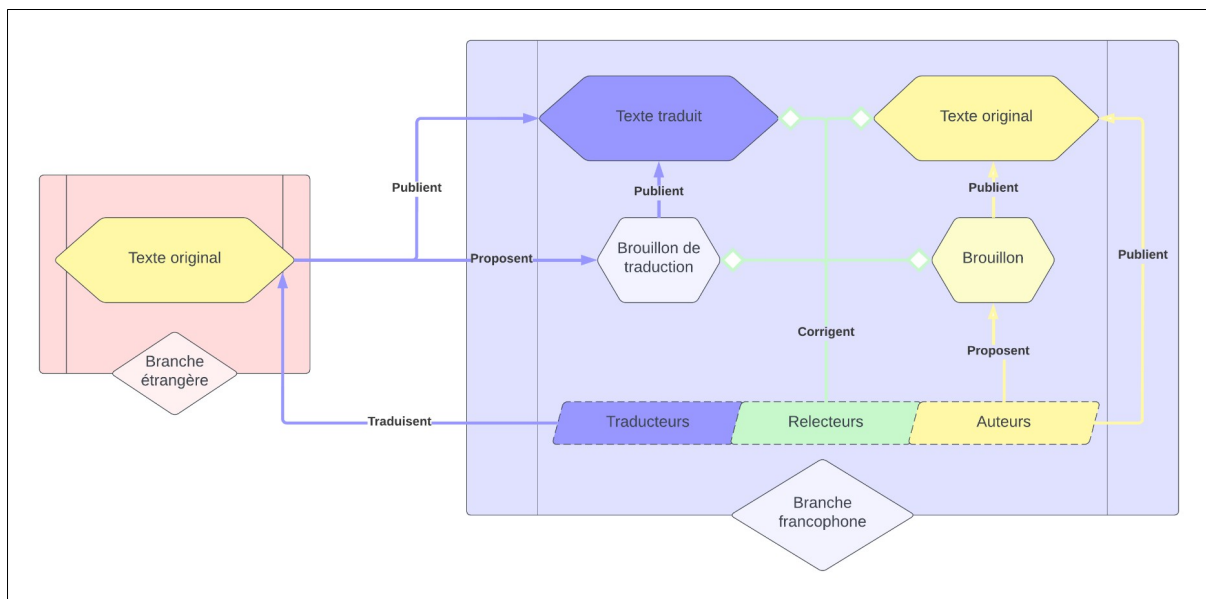 Texte traduit
Texte original
Publient
Publient
Publient
Texte original
Proposent
Brouillon de
traduction
Brouillon
Publient
Corrigent
Proposent
Branche
étrangère
Traduisent
Traducteurs
Relecteurs
Auteurs
Branche
francophone